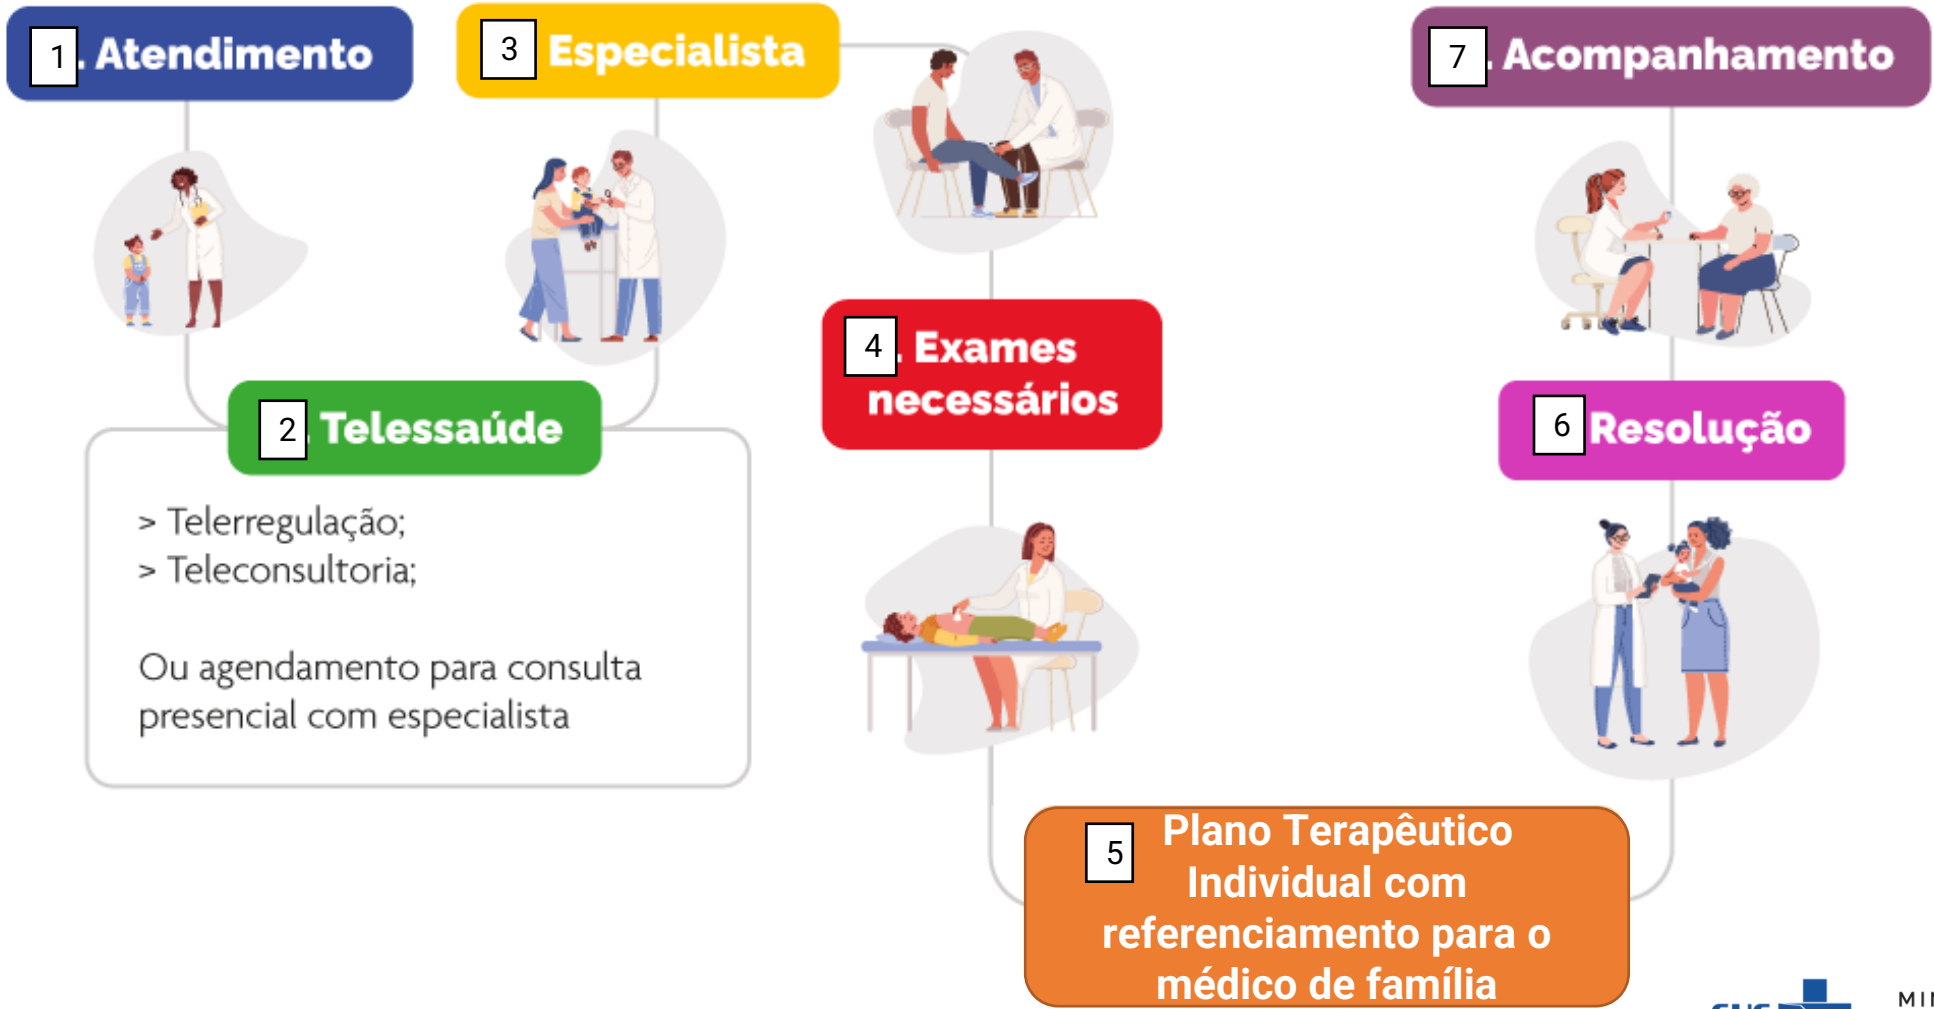 1. Atendimento
2. Telessaúde
> Telerregulação;
> Teleconsultoria;
Ou agendamento para consulta
presencial com especialista
3 Especialista
4. Exames
necessários
5 Plano Terapêutico
Individual com
referenciamento para o
médico de família
6 Resolução
7. Acompanhamento